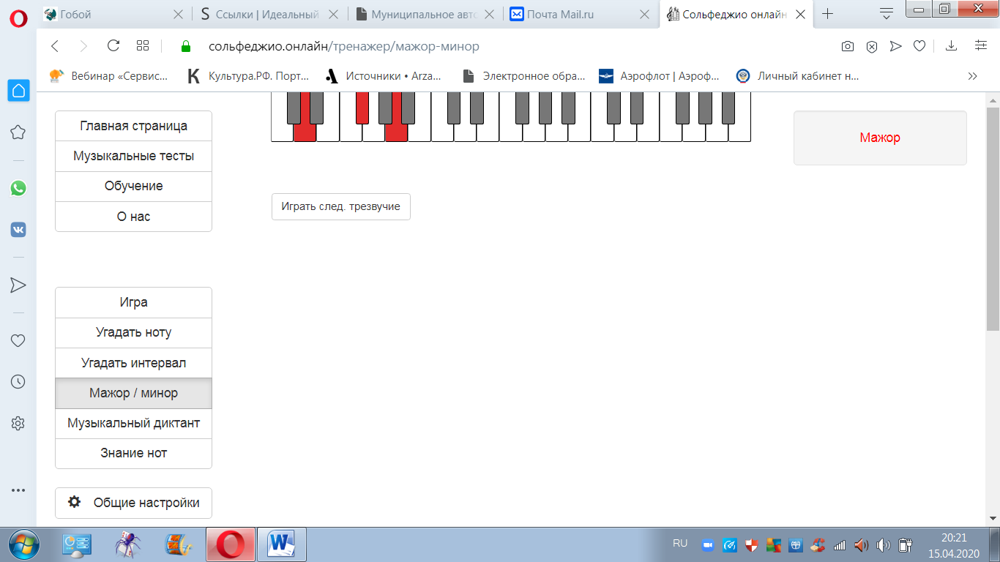 Гобой
Ссылки | Идеальный
Муниципальное авто
Почта Mail.ru
Сольфеджио онлайн
сольфеджио.онлайн/тренажер/мажор-минор
Вебинар «Сервис...
Культура.РФ. Порт...
Источники • Arza...
Электронное обра...
Аэрофлот | Аэроф...
Личный кабинет н...
Главная страница
Музыкальные тесты
Обучение
О нас
Мажор
Играть след. трезвучие
Игра
Угадать ноту
Угадать интервал
Мажор / минор
Музыкальный диктант
Знание нот
Общие настройки
RU
20:21
15.04.2020